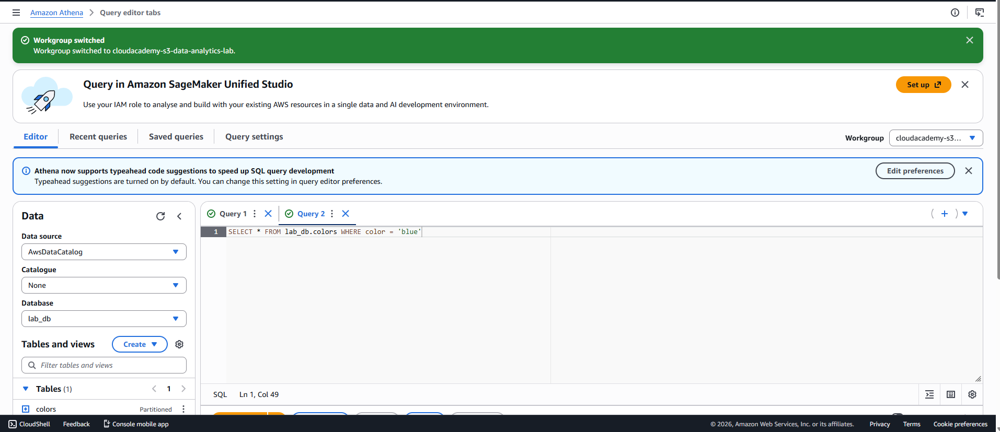 Amazon Athena > Query editor tabs
Workgroup switched
Workgroup switched to cloudacademy-s3-data-analytics-lab.
Query in Amazon SageMaker Unified Studio
Use your IAM role to analyse and build with your existing AWS resources in a single data and AI development environment.
Set up
Editor
Recent queries
Saved queries
Query settings
Workgroup
cloudacademy-s3...
Athena now supports typeahead code suggestions to speed up SQL query development
Typeahead suggestions are turned on by default. You can change this setting in query editor preferences.
Edit preferences
Data
Data source
AwsDataCatalog
Catalogue
None
Database
lab_db
Tables and views
Create
Filter tables and views
Tables (1)
1
colors
Partitioned
Query 1
Query 2
1 SELECT * FROM lab_db.colors WHERE color = 'blue'
SQL
Ln 1, Col 49
CloudShell
Feedback
Console mobile app
© 2026, Amazon Web Services, Inc. or its affiliates.
Privacy
Terms
Cookie preferences